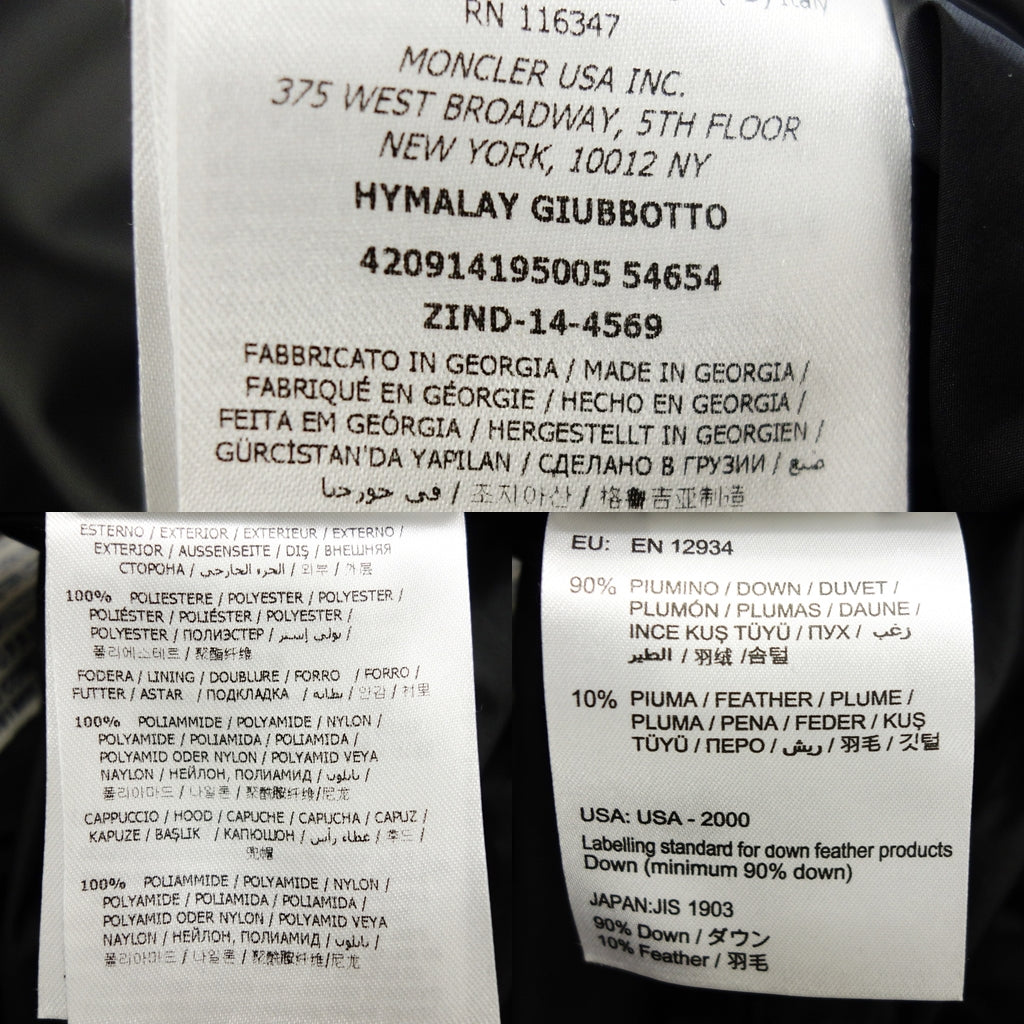 RN 116347
MONCLER USA INC.
375 WEST BROADWAY, 5TH FLOOR
NEW YORK, 10012 NY
HYMALAY GIUBBOTTO
420914195005 54654
ZIND-14-4569
FABBRICATO IN GEORGIA / MADE IN GEORGIA /
FABRIQUÉ EN GÉORGIE / HECHO EN GEORGIA /
FEITA EM GEÓRGIA / HERGESTELLT IN GEORGIEN /
GÜRCİSTAN'DA YAPILAN / СДЕЛАНО В ГРУЗИИ / صنع
في جورجيا / 조지아산 / 格鲁吉亚制造
ESTERNO / EXTERIOR / EXTERIEUR / EXTERNO /
EXTERIOR / AUSSENSEITE / DIŞ / ВНЕШНЯЯ
СТОРОНА / الجزء الخارجي / 외부 / 外層
100% POLIESTERE / POLYESTER / POLYESTER /
POLIÉSTER / POLIÉSTER / POLYESTER /
POLYESTER / ПОЛИЭСТЕР / بولي إستر /
폴리에스테르 / 聚酯纤维
FODERA / LINING / DOUBLURE / FORRO / FORRO /
FUTTER / ASTAR / ПОДКЛАДКА / بطانه / 안감 / 村里
100% POLIAMMIDE / POLYAMIDE / NYLON /
POLYAMIDE / POLIAMIDA / POLIAMIDA /
POLYAMID ODER NYLON / POLYAMID VEYA
NAYLON / НЕЙЛОН, ПОЛИАМИД / نايلون /
폴리아마드 / 나일론 / 聚酰胺纤维/尼龙
CAPPUCCIO / HOOD / CAPUCHE / CAPUCHA / CAPUZ /
KAPUZE / BAŞLIK / КАПЮШОН / غطاء رأس / 후드 /
兜帽
100% POLIAMMIDE / POLYAMIDE / NYLON /
POLYAMIDE / POLIAMIDA / POLIAMIDA /
POLYAMID ODER NYLON / POLYAMID VEYA
NAYLON / НЕЙЛОН, ПОЛИАМИД / نايلون /
폴리아마드 / 나일론 / 聚酰胺纤维/尼龙
EU: EN 12934
90% PIUMINO / DOWN / DUVET /
PLUMÓN / PLUMAS / DAUNE /
INCE KUŞ TÜYÜ / ПУХ / زغب
الطير / 羽绒 /솜털
10% PIUMA / FEATHER / PLUME /
PLUMA / PENA / FEDER / KUŞ
TÜYÜ / ПЕРО / ريش / 羽毛 / 깃털
USA: USA - 2000
Labelling standard for down feather products
Down (minimum 90% down)
JAPAN:JIS 1903
90% Down / ダウン
10% Feather / 羽毛